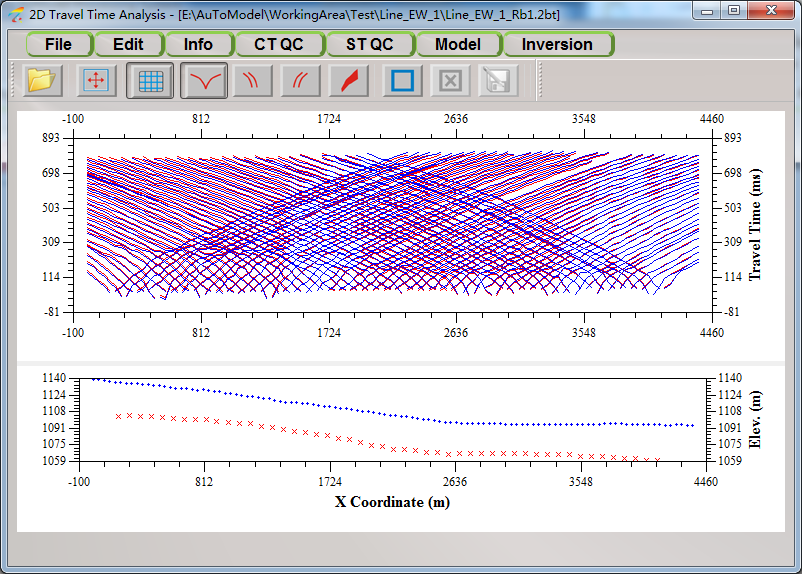 2D Travel Time Analysis - [E:\AuToModel\WorkingArea\Test\Line_EW_1\Line_EW_1_Rb1.2bt]
File Edit Info CT QC ST QC Model Inversion
-100 812 1724 2636 3548 4460
893 893
698 698
503 503
309 309
114 114
-81 -81
Travel Time (ms)
-100 812 1724 2636 3548 4460
1140 1140
1124 1124
1108 1108
1091 1091
1075 1075
1059 1059
Elev. (m)
-100 812 1724 2636 3548 4460
X Coordinate (m)